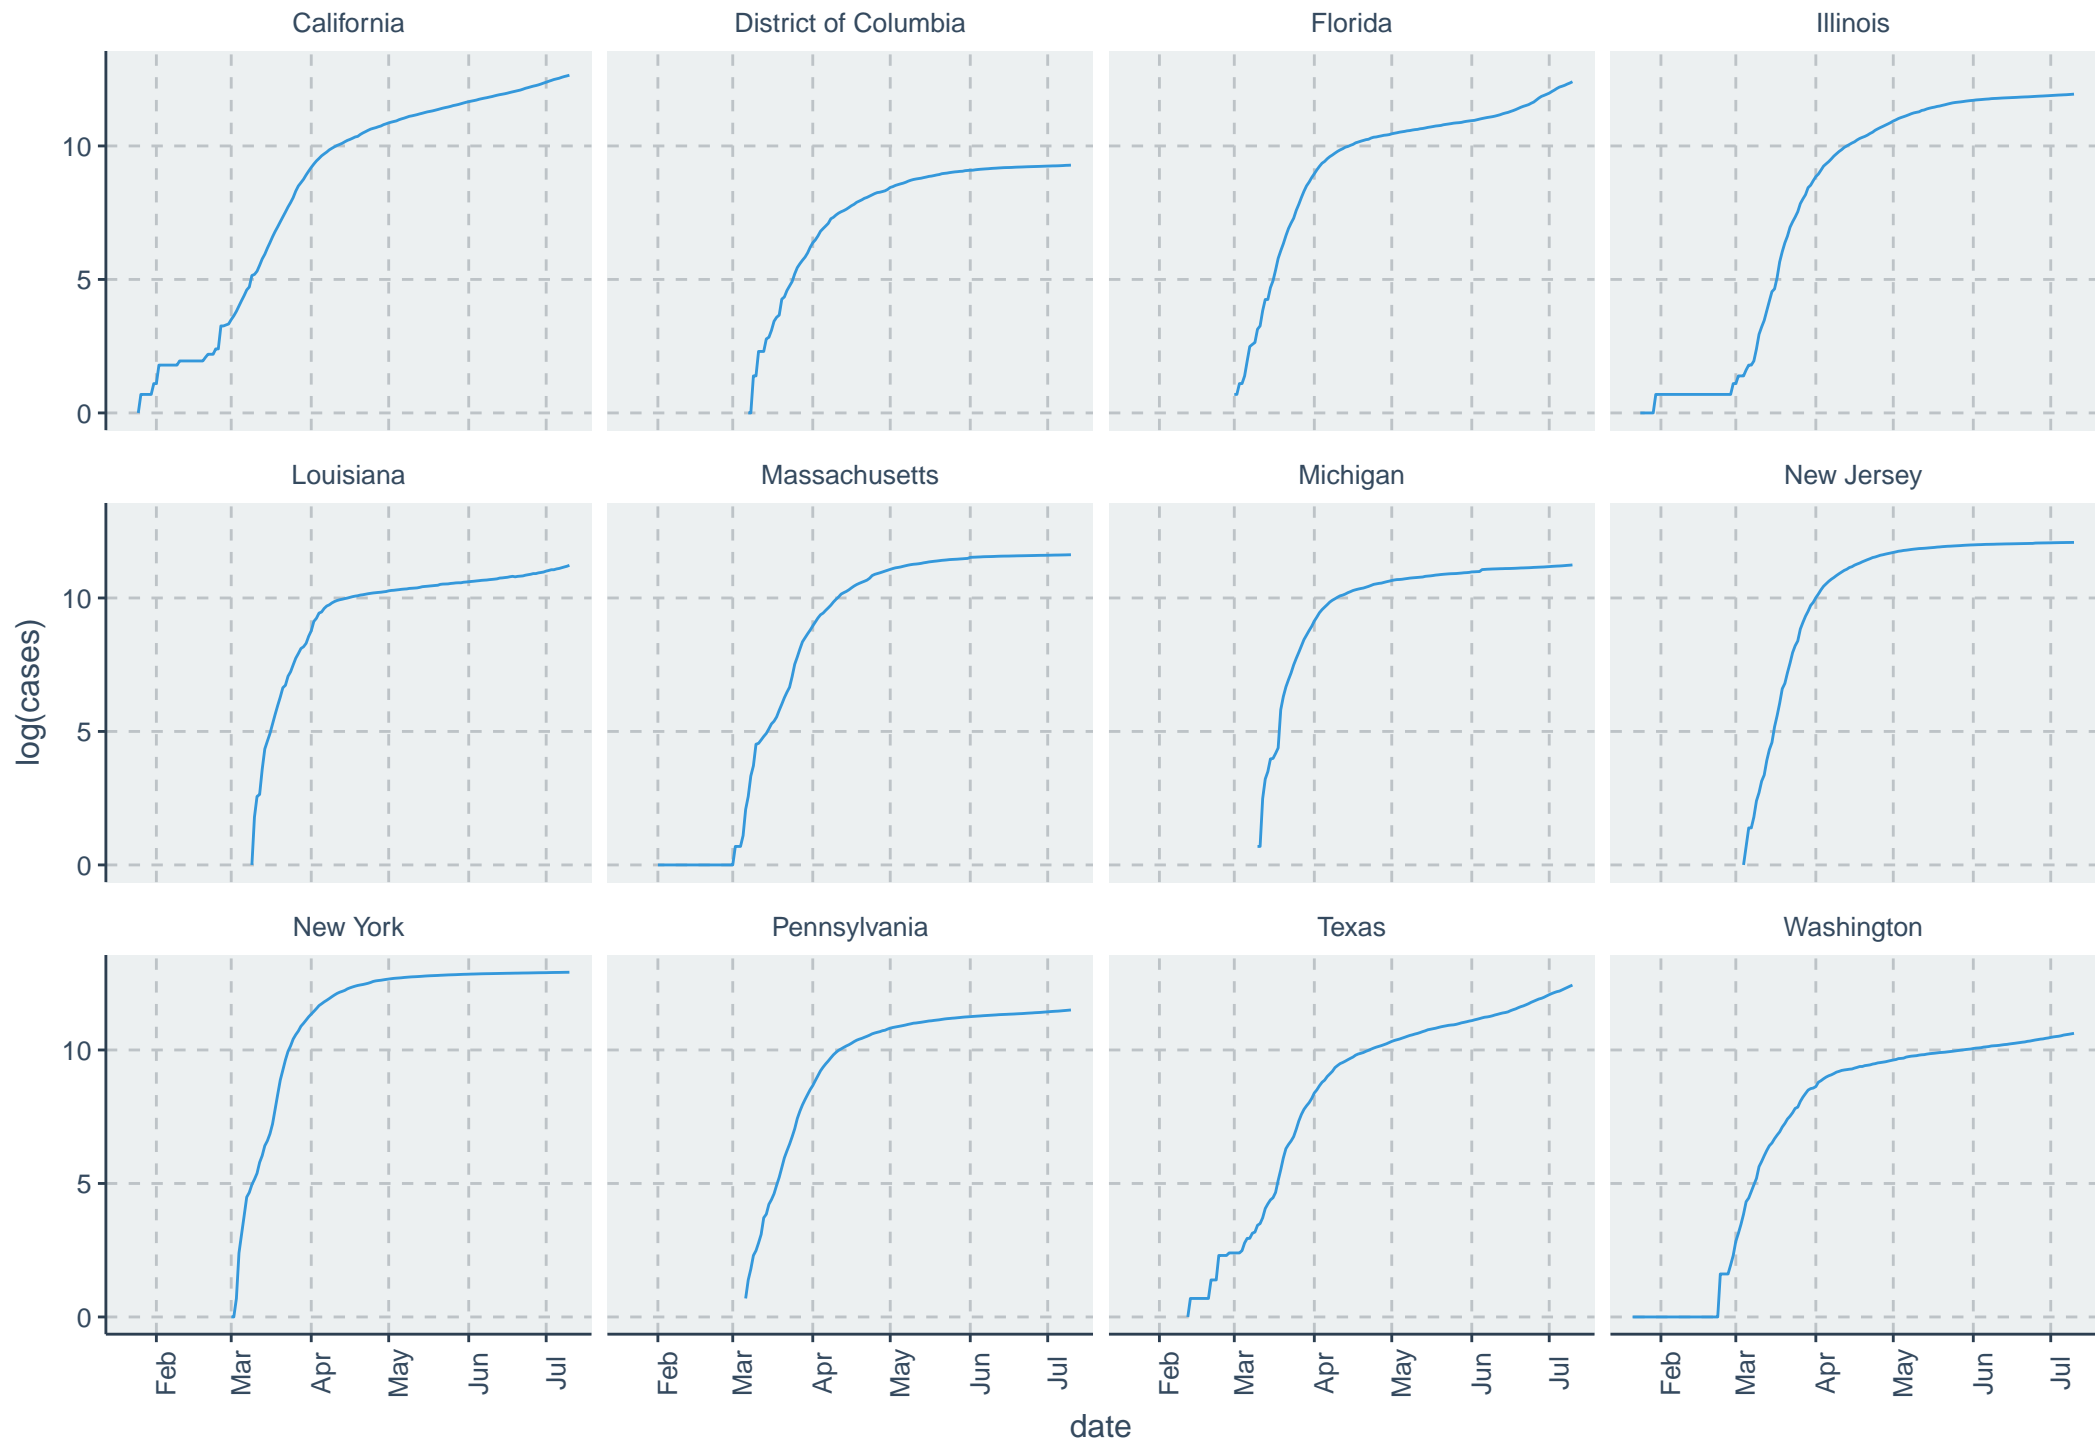 California District of Columbia Florida Illinois
10
5
0
Louisiana Massachusetts Michigan New Jersey
10
5
0
log(cases)
New York Pennsylvania Texas Washington
10
5
0
Feb Mar Apr May Jun Jul Feb Mar Apr May Jun Jul Feb Mar Apr May Jun Jul Feb Mar Apr May Jun Jul
date